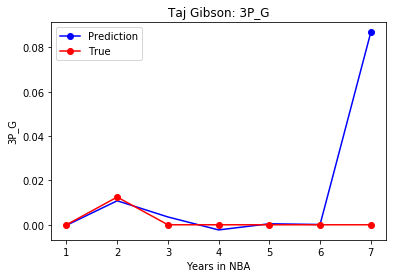 Taj Gibson: 3P_G
Prediction
True
0.08
0.06
0.04
0.02
0.00
3P_G
1 2 3 4 5 6 7
Years in NBA